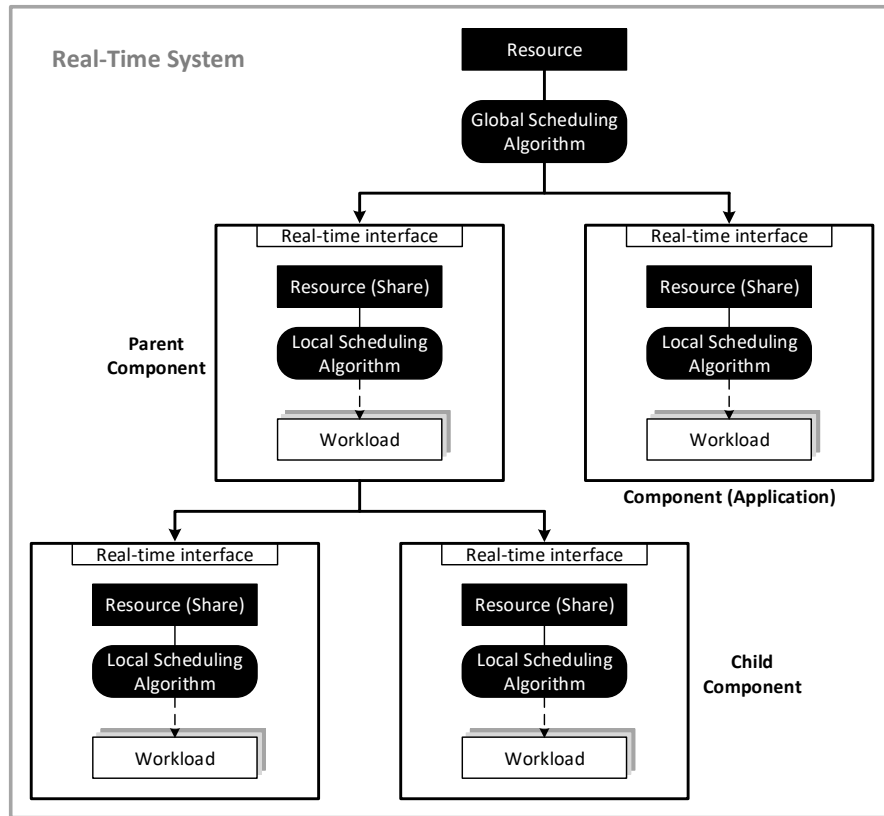 Real-Time System
Resource
Global Scheduling
Algorithm
Real-time interface
Resource (Share)
Local Scheduling
Algorithm
Workload
Parent
Component
Real-time interface
Resource (Share)
Local Scheduling
Algorithm
Workload
Component (Application)
Real-time interface
Resource (Share)
Local Scheduling
Algorithm
Workload
Real-time interface
Resource (Share)
Local Scheduling
Algorithm
Workload
Child
Component